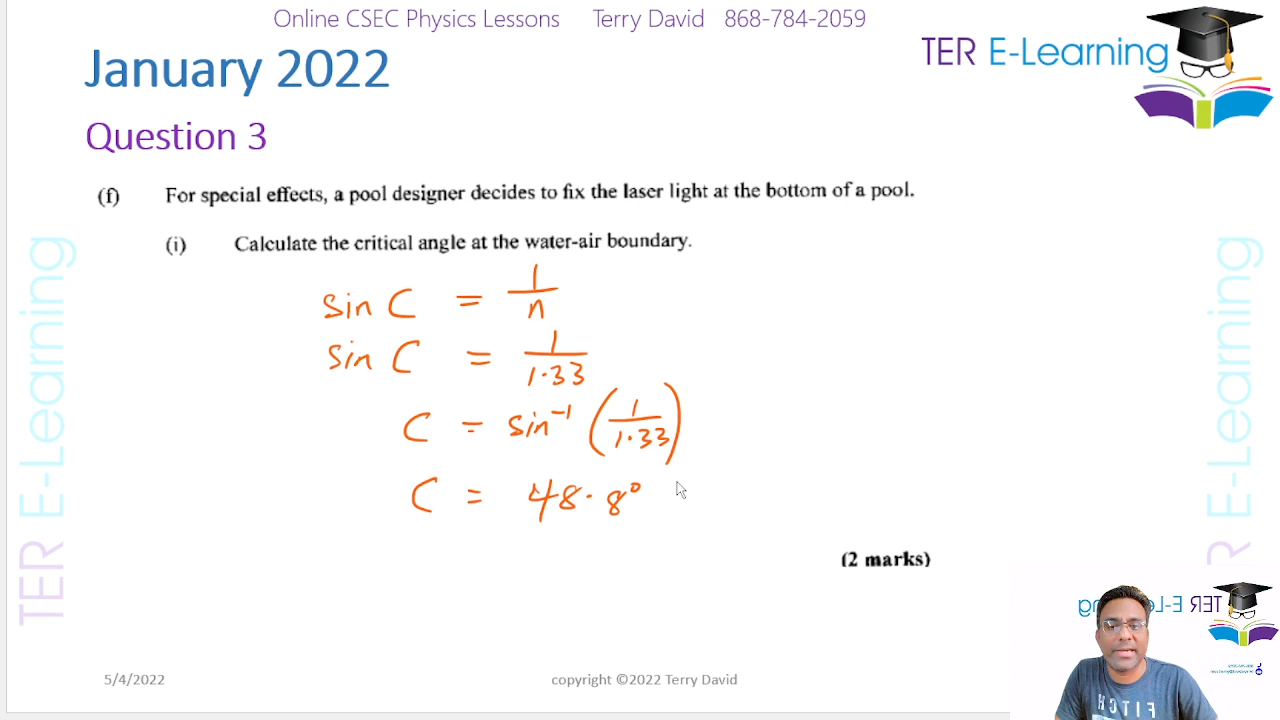 Online CSEC Physics Lessons Terry David 868-784-2059
TER E-Learning
January 2022
Question 3
(f) For special effects, a pool designer decides to fix the laser light at the bottom of a pool.
(i) Calculate the critical angle at the water-air boundary.
sin C = 1/n
sin C = 1/1.33
C = sin⁻¹ (1/1.33)
C = 48.8°
(2 marks)
TER E-Learning
TER E-Learning
TER E-L
FITCH
5/4/2022
copyright ©2022 Terry David